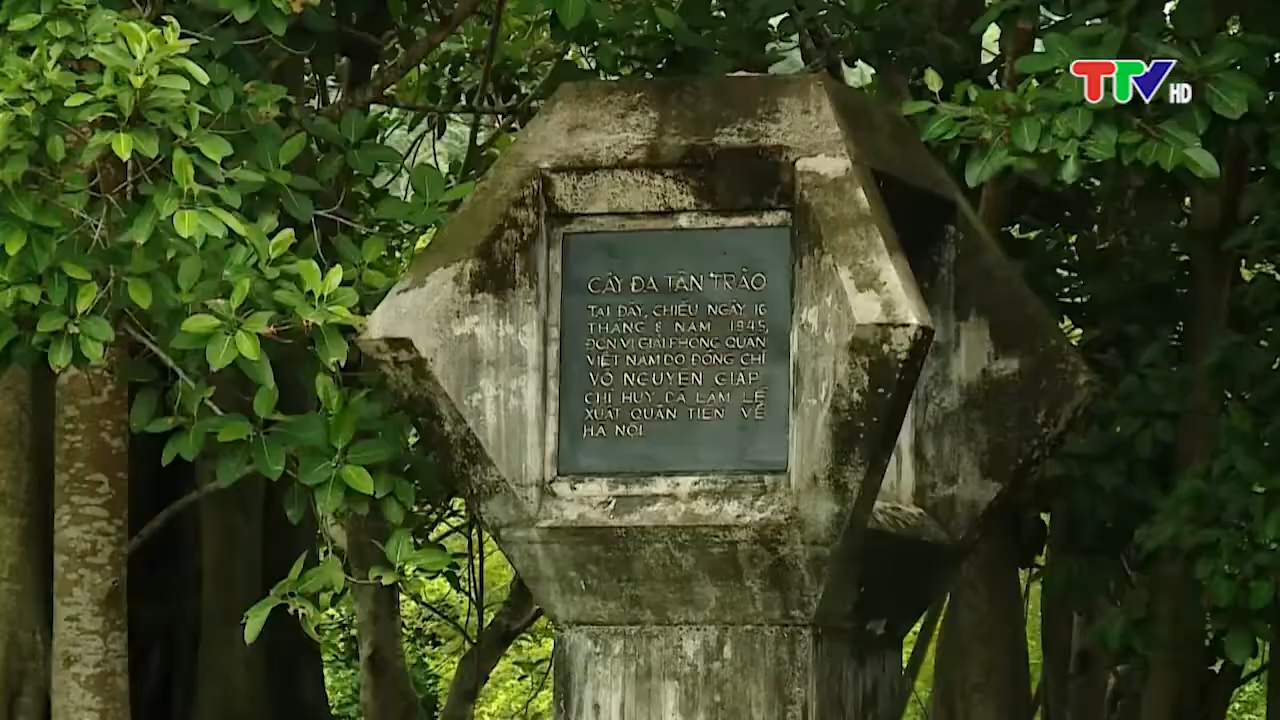 TTV HD
CÂY ĐA TÂN TRÀO
TẠI ĐÂY, CHIỀU NGÀY 16
THÁNG 8 NĂM 1945,
ĐƠN VỊ GIẢI PHÓNG QUÂN
VIỆT NAM DO ĐỒNG CHÍ
VÕ NGUYÊN GIÁP
CHỈ HUY ĐÃ LÀM LỄ
XUẤT QUÂN TIẾN VỀ
HÀ NỘI.